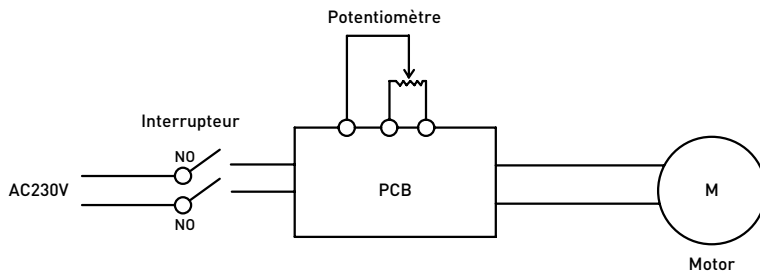 Potentiomètre
Interrupteur
NO
AC230V
NO
PCB
M
Motor